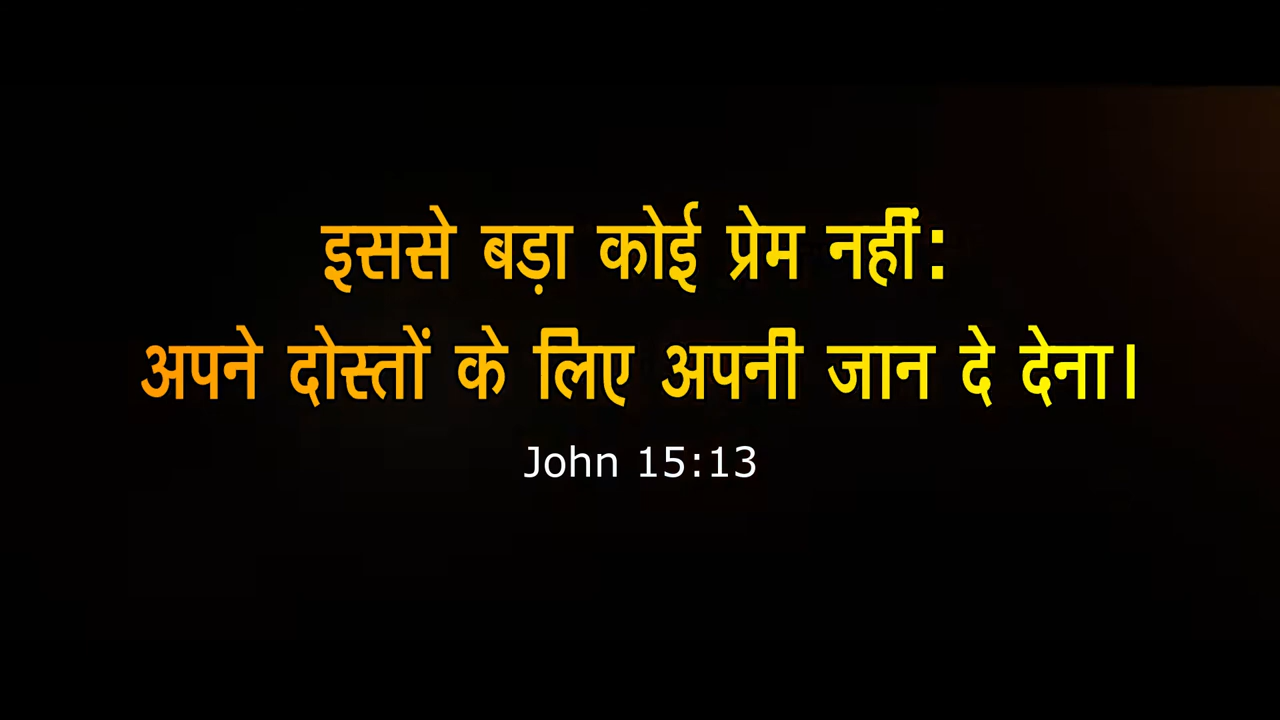 इससे बड़ा कोई प्रेम नहीं:
अपने दोस्तों के लिए अपनी जान दे देना।
John 15:13